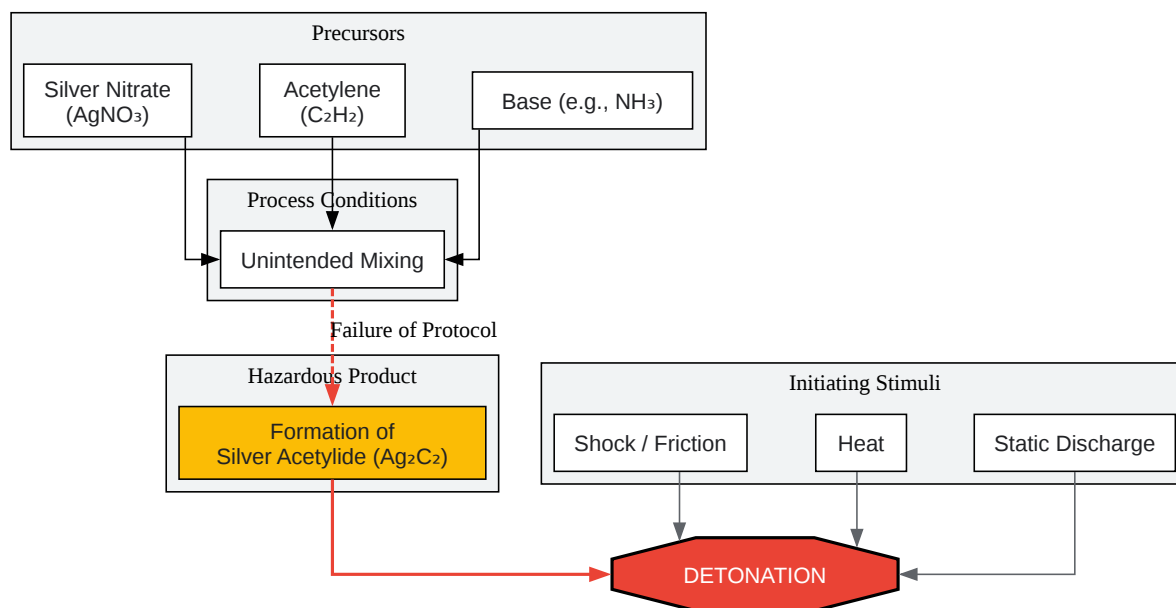 Precursors
Silver Nitrate
(AgNO₃)
Acetylene
(C₂H₂)
Base (e.g., NH₃)
Process Conditions
Unintended Mixing
Failure of Protocol
Hazardous Product
Formation of
Silver Acetylide (Ag₂C₂)
Initiating Stimuli
Shock / Friction
Heat
Static Discharge
DETONATION